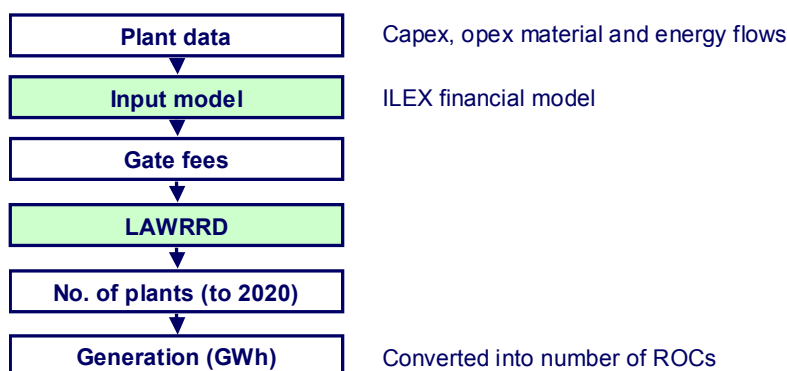 Plant data
Capex, opex material and energy flows
Input model
ILEX financial model
Gate fees
LAWRRD
No. of plants (to 2020)
Generation (GWh)
Converted into number of ROCs